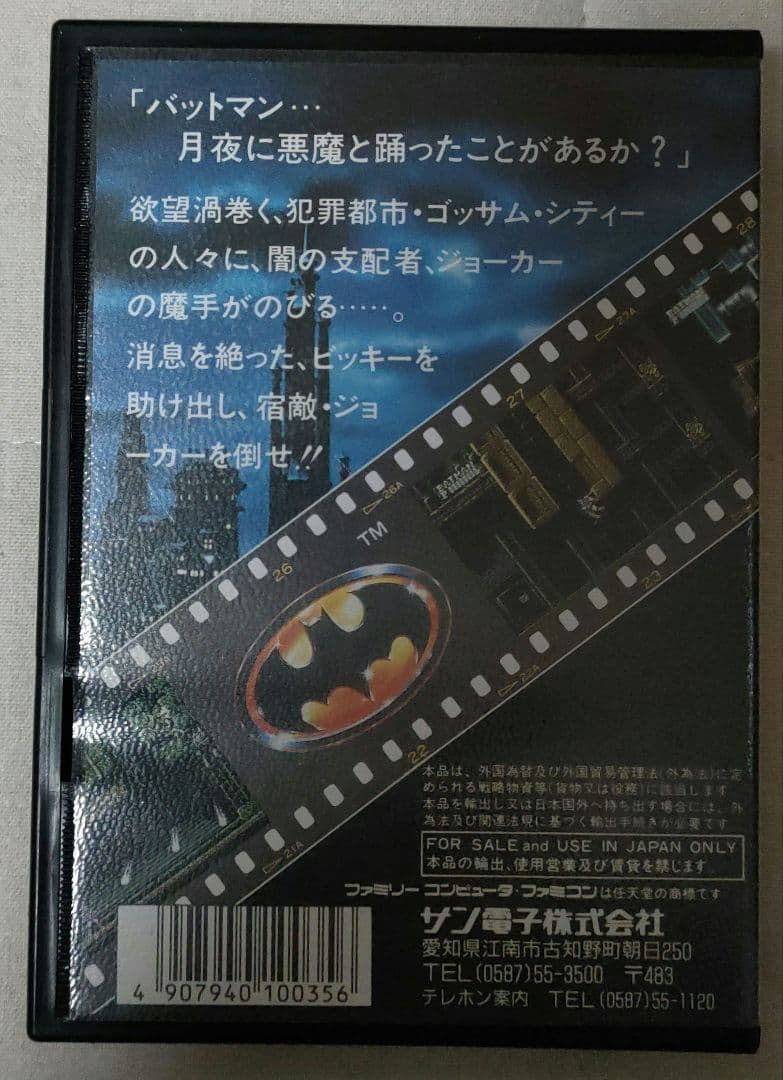 「バットマン…
月夜に悪魔と踊ったことがあるか？」
欲望渦巻く、犯罪都市・ゴッサム・シティー
の人々に、闇の支配者、ジョーカー
の魔手がのびる……。
消息を絶った、ビッキーを
助け出し、宿敵・ジョ
ーカーを倒せ!!
28
27A
27
26A
TM
26
23
22A
22
21A
本品は、外国為替及び外国貿易管理法(外為法)に定
められる戦略物資等(貨物又は役務)に該当します
本品を輸出し又は日本国外へ持ち出す場合には、外
為法及び関連法規に基づく輸出手続きが必要です
FOR SALE and USE IN JAPAN ONLY
本品の輸出、使用営業及び賃貸を禁じます。
ファミリーコンピュータ・ファミコンは任天堂の商標です
サン電子株式会社
愛知県江南市古知野町朝日250
TEL(0587)55-3500 〒483
テレホン案内 TEL(0587)55-1120
4 907940 100356